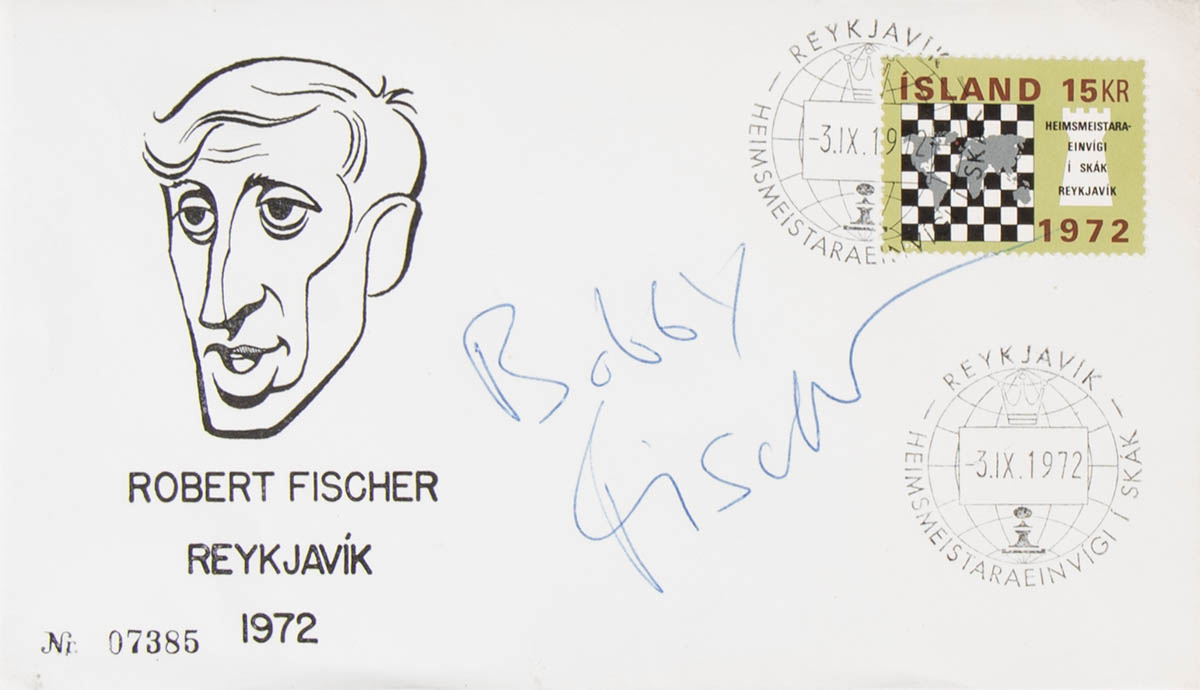 ROBERT FISCHER
REYKJAVÍK
1972
Nr. 07385
Bobby
Fischer
REYKJAVÍK
-3.IX.1972
HEIMSMEISTARAEINVÍGI Í SKÁK
ÍSLAND 15KR
HEIMSMEISTARA-
EINVÍGI
Í SKÁK
REYKJAVÍK
1972
REYKJAVÍK
-3.IX.1972
HEIMSMEISTARAEINVÍGI Í SKÁK